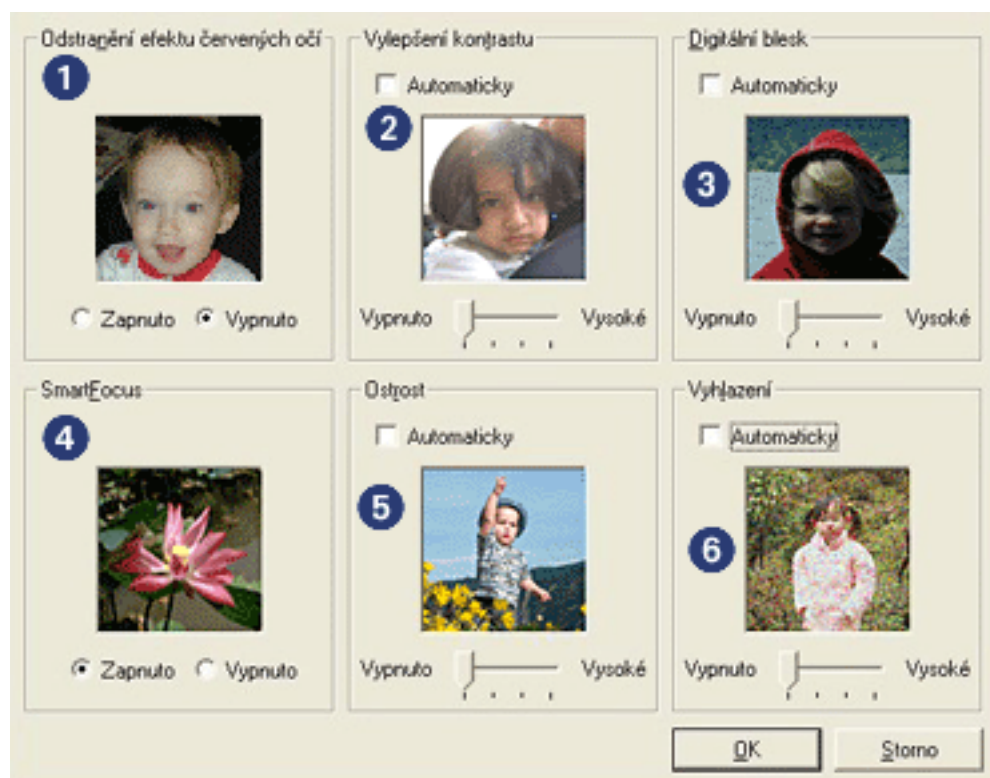 Odstranění efektu červených očí
1
Zapnuto Vypnuto
Vylepšení kontrastu
Automaticky
2
Vypnuto Vysoké
Digitální blesk
Automaticky
3
Vypnuto Vysoké
SmartFocus
4
Zapnuto Vypnuto
Ostrost
Automaticky
5
Vypnuto Vysoké
Vyhlazení
Automaticky
6
Vypnuto Vysoké
OK Storno